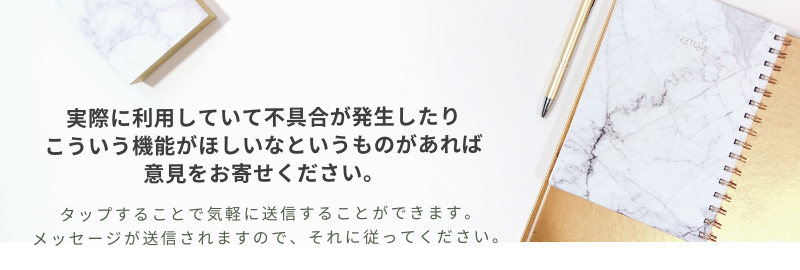 実際に利用していて不具合が発生したり
こういう機能がほしいなというものがあれば
意見をお寄せください。
タップすることで気軽に送信することができます。
メッセージが送信されますので、それに従ってください。
NOTES